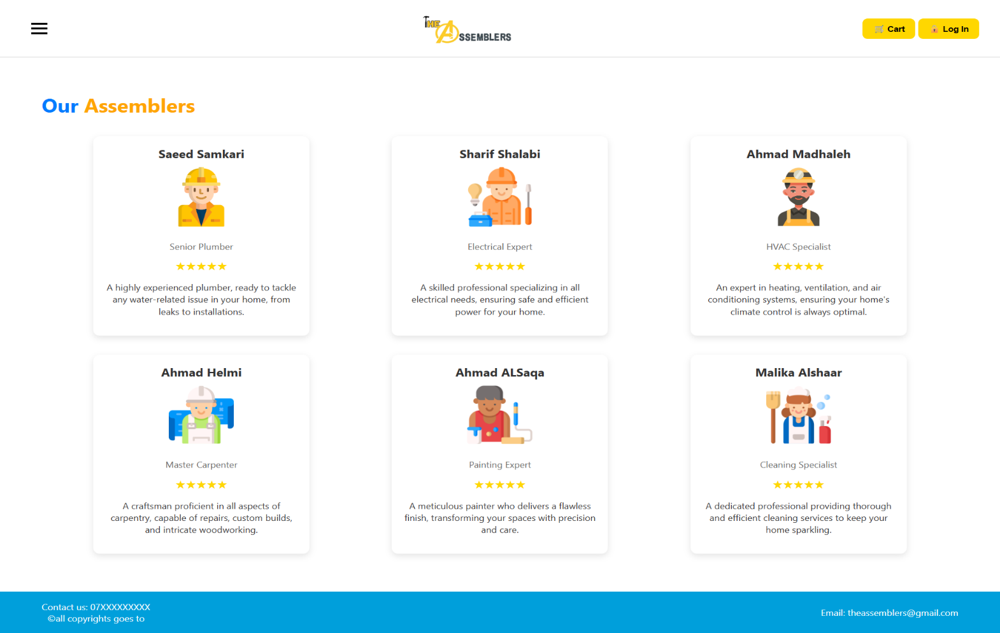 THE ASSEMBLERS
🛒 Cart
🔒 Log In
Our Assemblers
Saeed Samkari
Senior Plumber
★★★★★
A highly experienced plumber, ready to tackle
any water-related issue in your home, from
leaks to installations.
Sharif Shalabi
Electrical Expert
★★★★★
A skilled professional specializing in all
electrical needs, ensuring safe and efficient
power for your home.
Ahmad Madhaleh
HVAC Specialist
★★★★★
An expert in heating, ventilation, and air
conditioning systems, ensuring your home's
climate control is always optimal.
Ahmad Helmi
Master Carpenter
★★★★★
A craftsman proficient in all aspects of
carpentry, capable of repairs, custom builds,
and intricate woodworking.
Ahmad ALSaqa
Painting Expert
★★★★★
A meticulous painter who delivers a flawless
finish, transforming your spaces with precision
and care.
Malika Alshaar
Cleaning Specialist
★★★★★
A dedicated professional providing thorough
and efficient cleaning services to keep your
home sparkling.
Contact us: 07XXXXXXXXX
©all copyrights goes to
Email: theassemblers@gmail.com